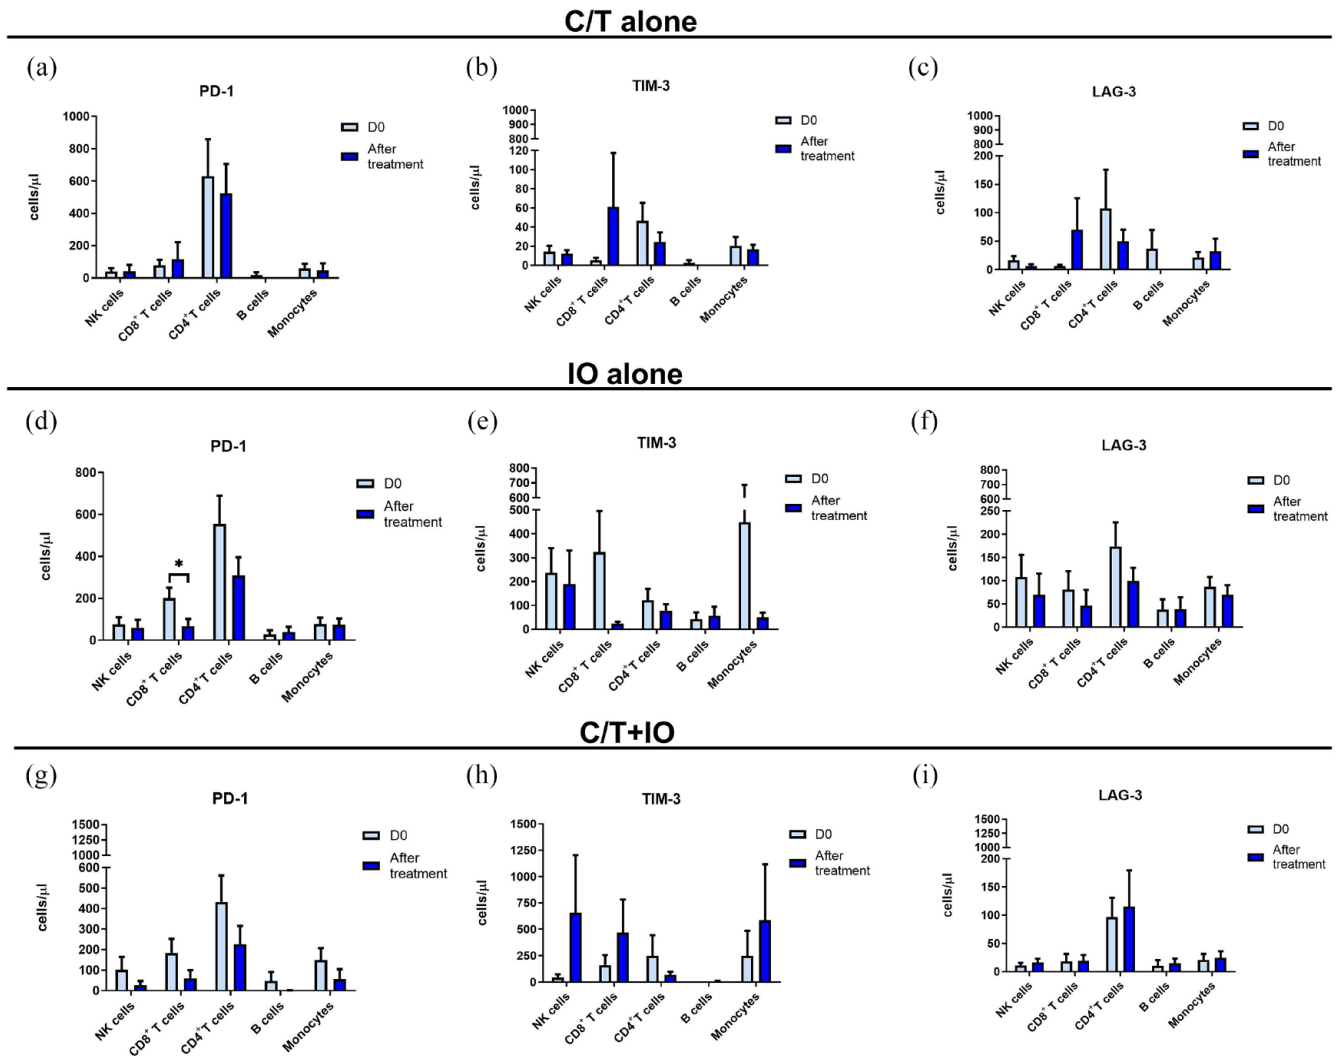 C/T alone
(a)
PD-1
cells/µl
1000
800
600
400
200
0
NK cells
CD8+ T cells
CD4+T cells
B cells
Monocytes
D0
After
treatment
(b)
TIM-3
cells/µl
1000
900
800
120
100
80
60
40
20
0
NK cells
CD8+ T cells
CD4+T cells
B cells
Monocytes
D0
After
treatment
(c)
LAG-3
cells/µl
1000
900
800
200
150
100
50
0
NK cells
CD8+ T cells
CD4+T cells
B cells
Monocytes
D0
After
treatment
IO alone
(d)
PD-1
cells/µl
800
600
400
200
0
*
NK cells
CD8+ T cells
CD4+T cells
B cells
Monocytes
D0
After
treatment
(e)
TIM-3
cells/µl
800
700
600
500
400
300
200
100
0
NK cells
CD8+ T cells
CD4+T cells
B cells
Monocytes
D0
After
treatment
(f)
LAG-3
cells/µl
800
700
600
250
200
150
100
50
0
NK cells
CD8+ T cells
CD4+T cells
B cells
Monocytes
D0
After
treatment
C/T+IO
(g)
PD-1
cells/µl
1500
1250
1000
600
500
400
300
200
100
0
NK cells
CD8+ T cells
CD4+T cells
B cells
Monocytes
D0
After
treatment
(h)
TIM-3
cells/µl
1500
1250
1000
750
500
250
0
NK cells
CD8+ T cells
CD4+T cells
B cells
Monocytes
D0
After
treatment
(i)
LAG-3
cells/µl
1500
1250
1000
200
150
100
50
0
NK cells
CD8+ T cells
CD4+T cells
B cells
Monocytes
D0
After
treatment